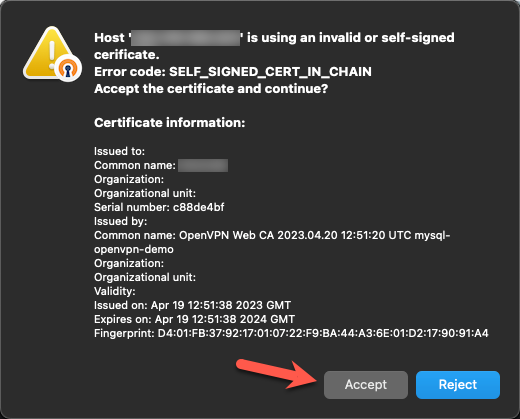 Host ' ' is using an invalid or self-signed
cerificate.
Error code: SELF_SIGNED_CERT_IN_CHAIN
Accept the certificate and continue?
Certificate information:
Issued to:
Common name:
Organization:
Organizational unit:
Serial number: c88de4bf
Issued by:
Common name: OpenVPN Web CA 2023.04.20 12:51:20 UTC mysql-
openvpn-demo
Organization:
Organizational unit:
Validity:
Issued on: Apr 19 12:51:38 2023 GMT
Expires on: Apr 19 12:51:38 2024 GMT
Fingerprint: D4:01:FB:37:92:17:01:07:22:F9:BA:44:A3:6E:01:D2:17:90:91:A4
Accept
Reject